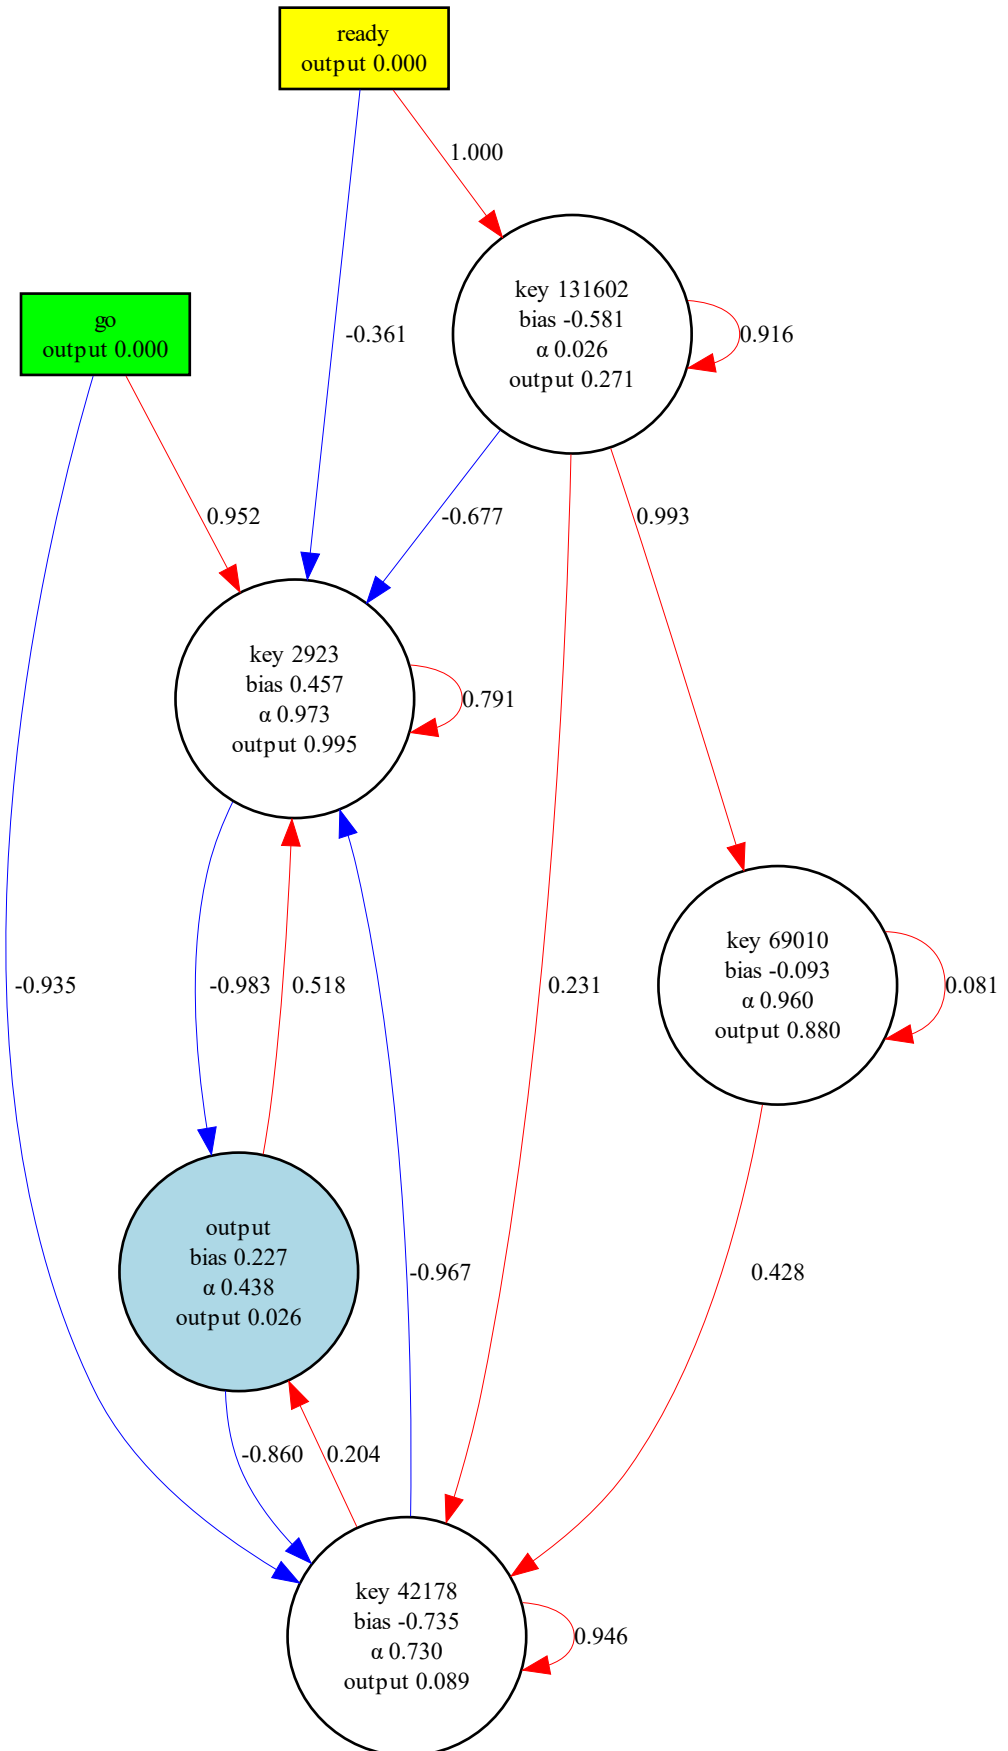 ready
output 0.000
1.000
key 131602
bias -0.581
α 0.026
output 0.271
0.916
-0.361
go
output 0.000
0.952
-0.677
0.993
key 2923
bias 0.457
α 0.973
output 0.995
0.791
key 69010
bias -0.093
α 0.960
output 0.880
0.081
-0.935
-0.983
0.518
0.231
output
bias 0.227
α 0.438
output 0.026
-0.967
0.428
-0.860
0.204
key 42178
bias -0.735
α 0.730
output 0.089
0.946